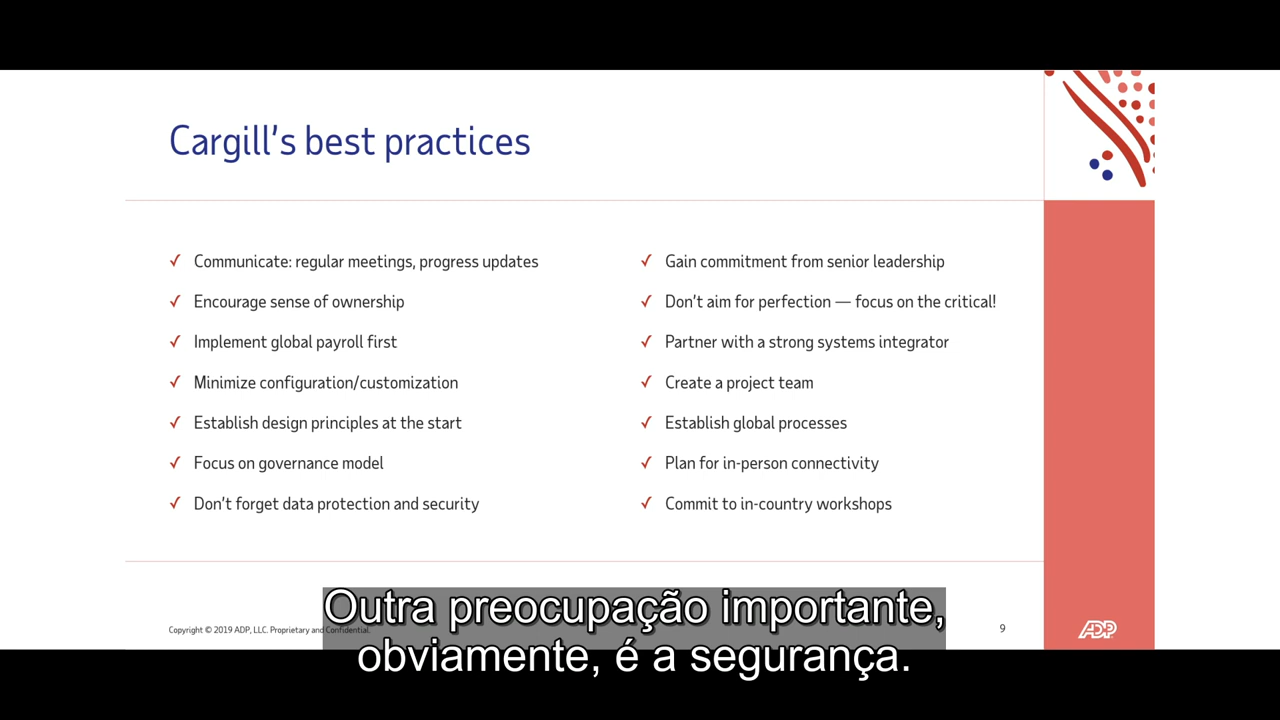 Cargill's best practices
✓ Communicate: regular meetings, progress updates
✓ Encourage sense of ownership
✓ Implement global payroll first
✓ Minimize configuration/customization
✓ Establish design principles at the start
✓ Focus on governance model
✓ Don't forget data protection and security
✓ Gain commitment from senior leadership
✓ Don't aim for perfection — focus on the critical!
✓ Partner with a strong systems integrator
✓ Create a project team
✓ Establish global processes
✓ Plan for in-person connectivity
✓ Commit to in-country workshops
Outra preocupação importante,
obviamente, é a segurança.
Copyright © 2019 ADP, LLC. Proprietary and Confidential.
9
ADP